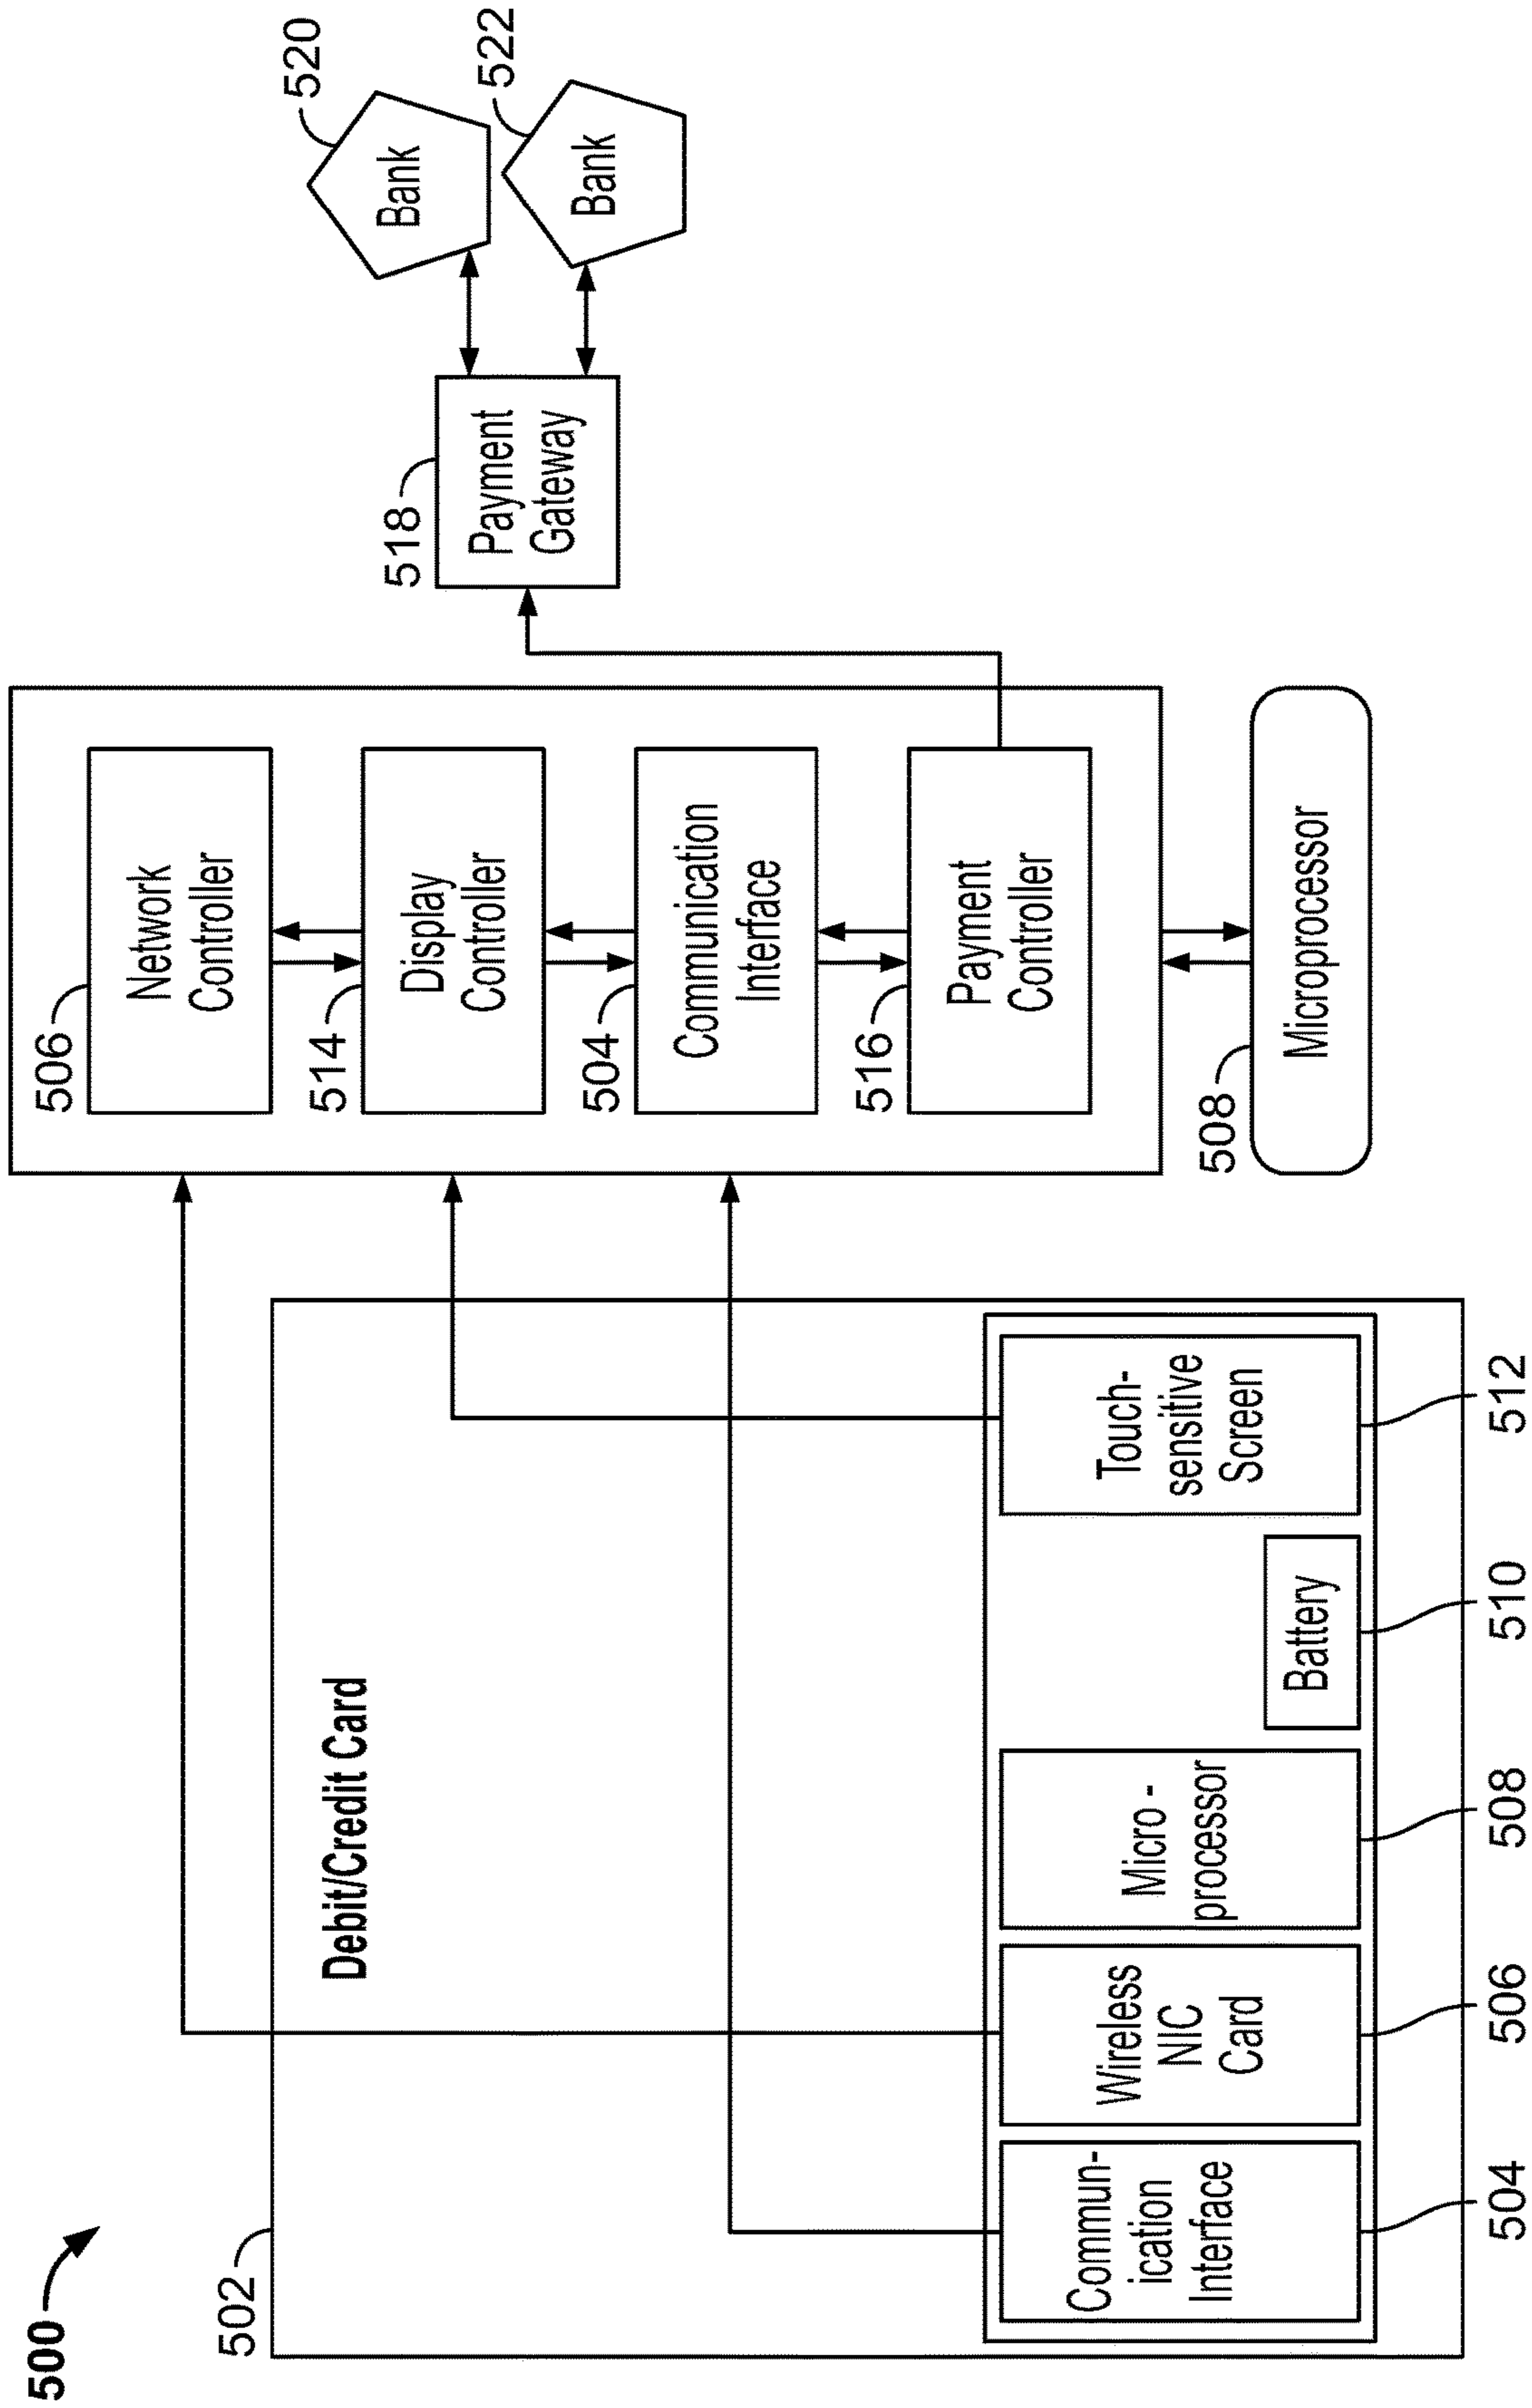 500
502
Debit/Credit Card
Commun-
ication
Interface
504
Wireless
NIC
Card
506
Micro -
processor
508
Battery
510
Touch-
sensitive
Screen
512
506
Network
Controller
514
Display
Controller
504
Communication
Interface
516
Payment
Controller
508
Microprocessor
518
Payment
Gateway
Bank
520
Bank
522